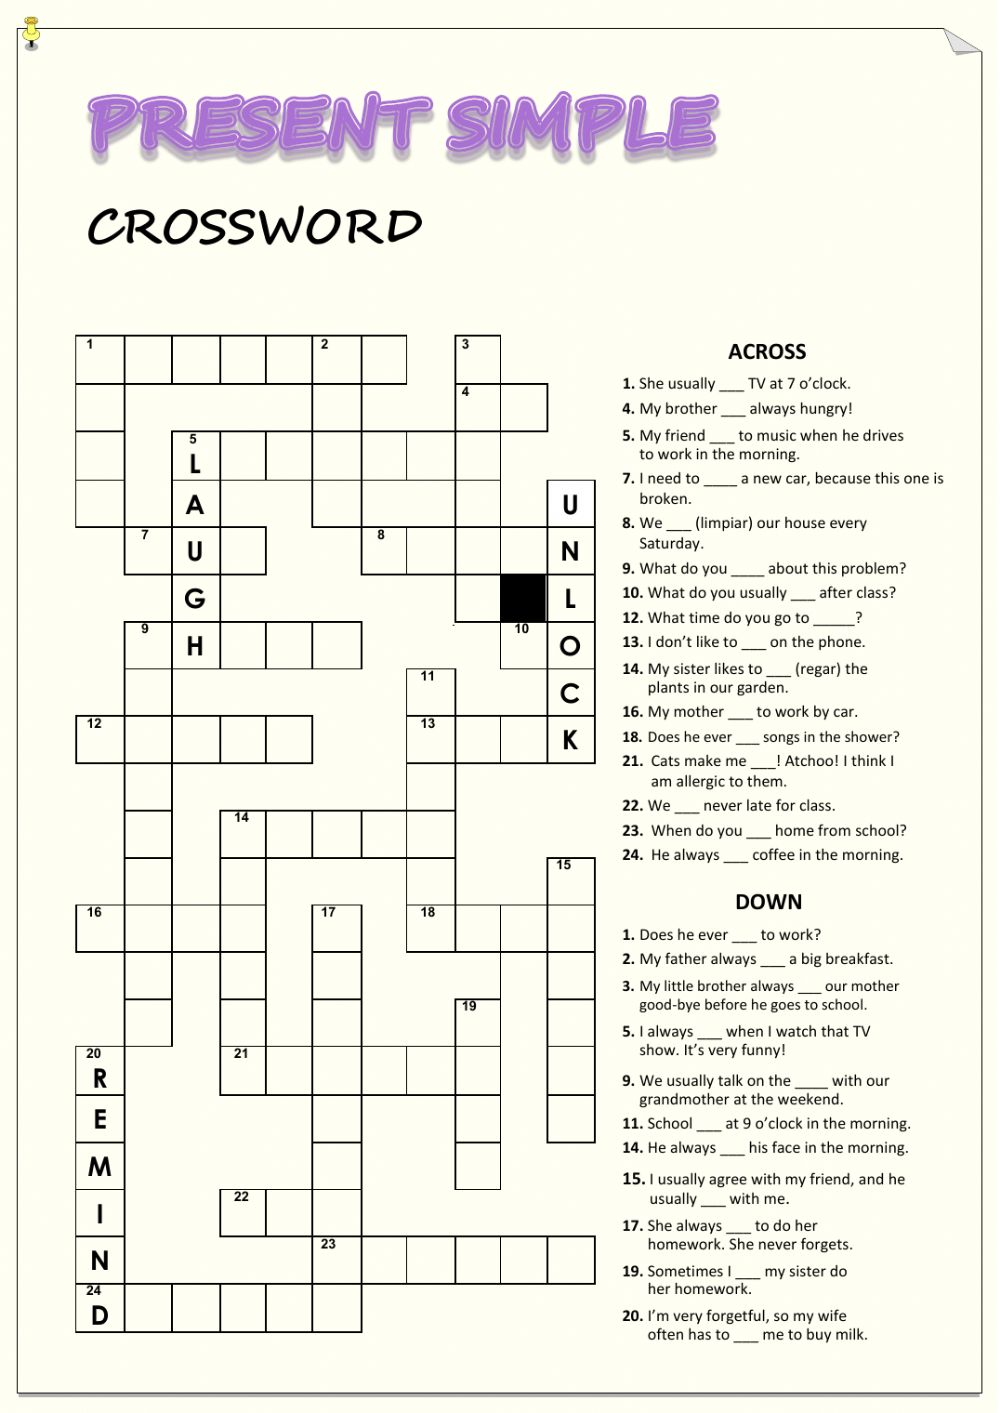 PRESENT SIMPLE
CROSSWORD
1 2 3
4
5
L
A U
7 U 8 N
G L
9 H 10 O
11 C
12 13 K
14
15
16 17 18
19
20 21
R
E
M
22
I
23
N
24
D
ACROSS
1. She usually ___ TV at 7 o’clock.
4. My brother ___ always hungry!
5. My friend ___ to music when he drives
to work in the morning.
7. I need to ____ a new car, because this one is
broken.
8. We ___ (limpiar) our house every
Saturday.
9. What do you ____ about this problem?
10. What do you usually ___ after class?
12. What time do you go to _____?
13. I don’t like to ___ on the phone.
14. My sister likes to ___ (regar) the
plants in our garden.
16. My mother ___ to work by car.
18. Does he ever ___ songs in the shower?
21. Cats make me ___! Atchoo! I think I
am allergic to them.
22. We ___ never late for class.
23. When do you ___ home from school?
24. He always ___ coffee in the morning.
DOWN
1. Does he ever ___ to work?
2. My father always ___ a big breakfast.
3. My little brother always ___ our mother
good-bye before he goes to school.
5. I always ___ when I watch that TV
show. It’s very funny!
9. We usually talk on the ____ with our
grandmother at the weekend.
11. School ___ at 9 o’clock in the morning.
14. He always ___ his face in the morning.
15. I usually agree with my friend, and he
usually ___ with me.
17. She always ___ to do her
homework. She never forgets.
19. Sometimes I ___ my sister do
her homework.
20. I’m very forgetful, so my wife
often has to ___ me to buy milk.